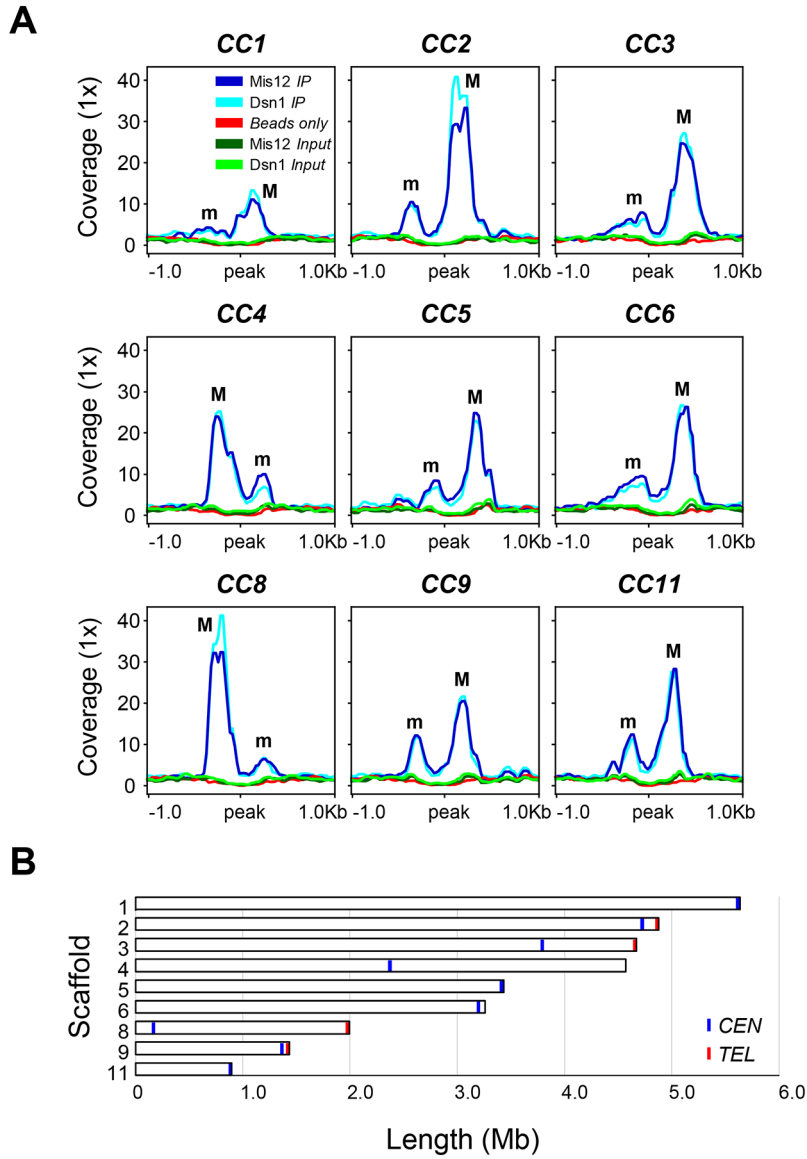 A
CC1 CC2 CC3
Coverage (1x)
40
30
20
10
0
Mis12 IP
Dsn1 IP
Beads only
Mis12 Input
Dsn1 Input
m M
m M
m M
-1.0 peak 1.0Kb
-1.0 peak 1.0Kb
-1.0 peak 1.0Kb
CC4 CC5 CC6
Coverage (1x)
40
30
20
10
0
M m
m M
m M
-1.0 peak 1.0Kb
-1.0 peak 1.0Kb
-1.0 peak 1.0Kb
CC8 CC9 CC11
Coverage (1x)
40
30
20
10
0
M m
m M
m M
-1.0 peak 1.0Kb
-1.0 peak 1.0Kb
-1.0 peak 1.0Kb
B
Scaffold
1
2
3
4
5
6
8
9
11
CEN
TEL
0 1.0 2.0 3.0 4.0 5.0 6.0
Length (Mb)